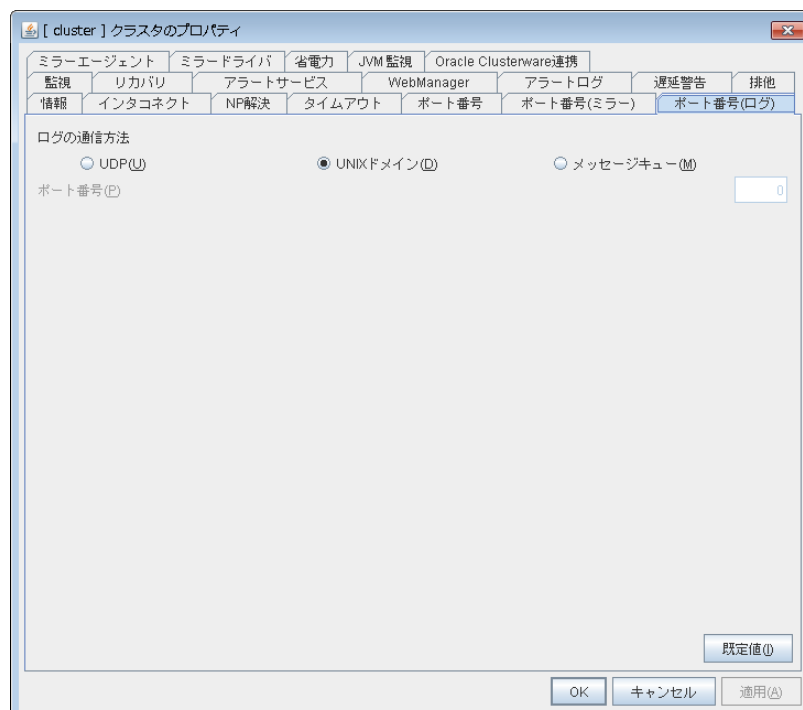 [ cluster ] クラスタのプロパティ
ミラーエージェント ミラードライバ 省電力 JVM 監視 Oracle Clusterware連携
監視 リカバリ アラートサービス WebManager アラートログ 遅延警告 排他
情報 インタコネクト NP解決 タイムアウト ポート番号 ポート番号(ミラー) ポート番号(ログ)
ログの通信方法
UDP(U) UNIXドメイン(D) メッセージキュー(M)
ポート番号(P) 0
既定値(I)
OK キャンセル 適用(A)